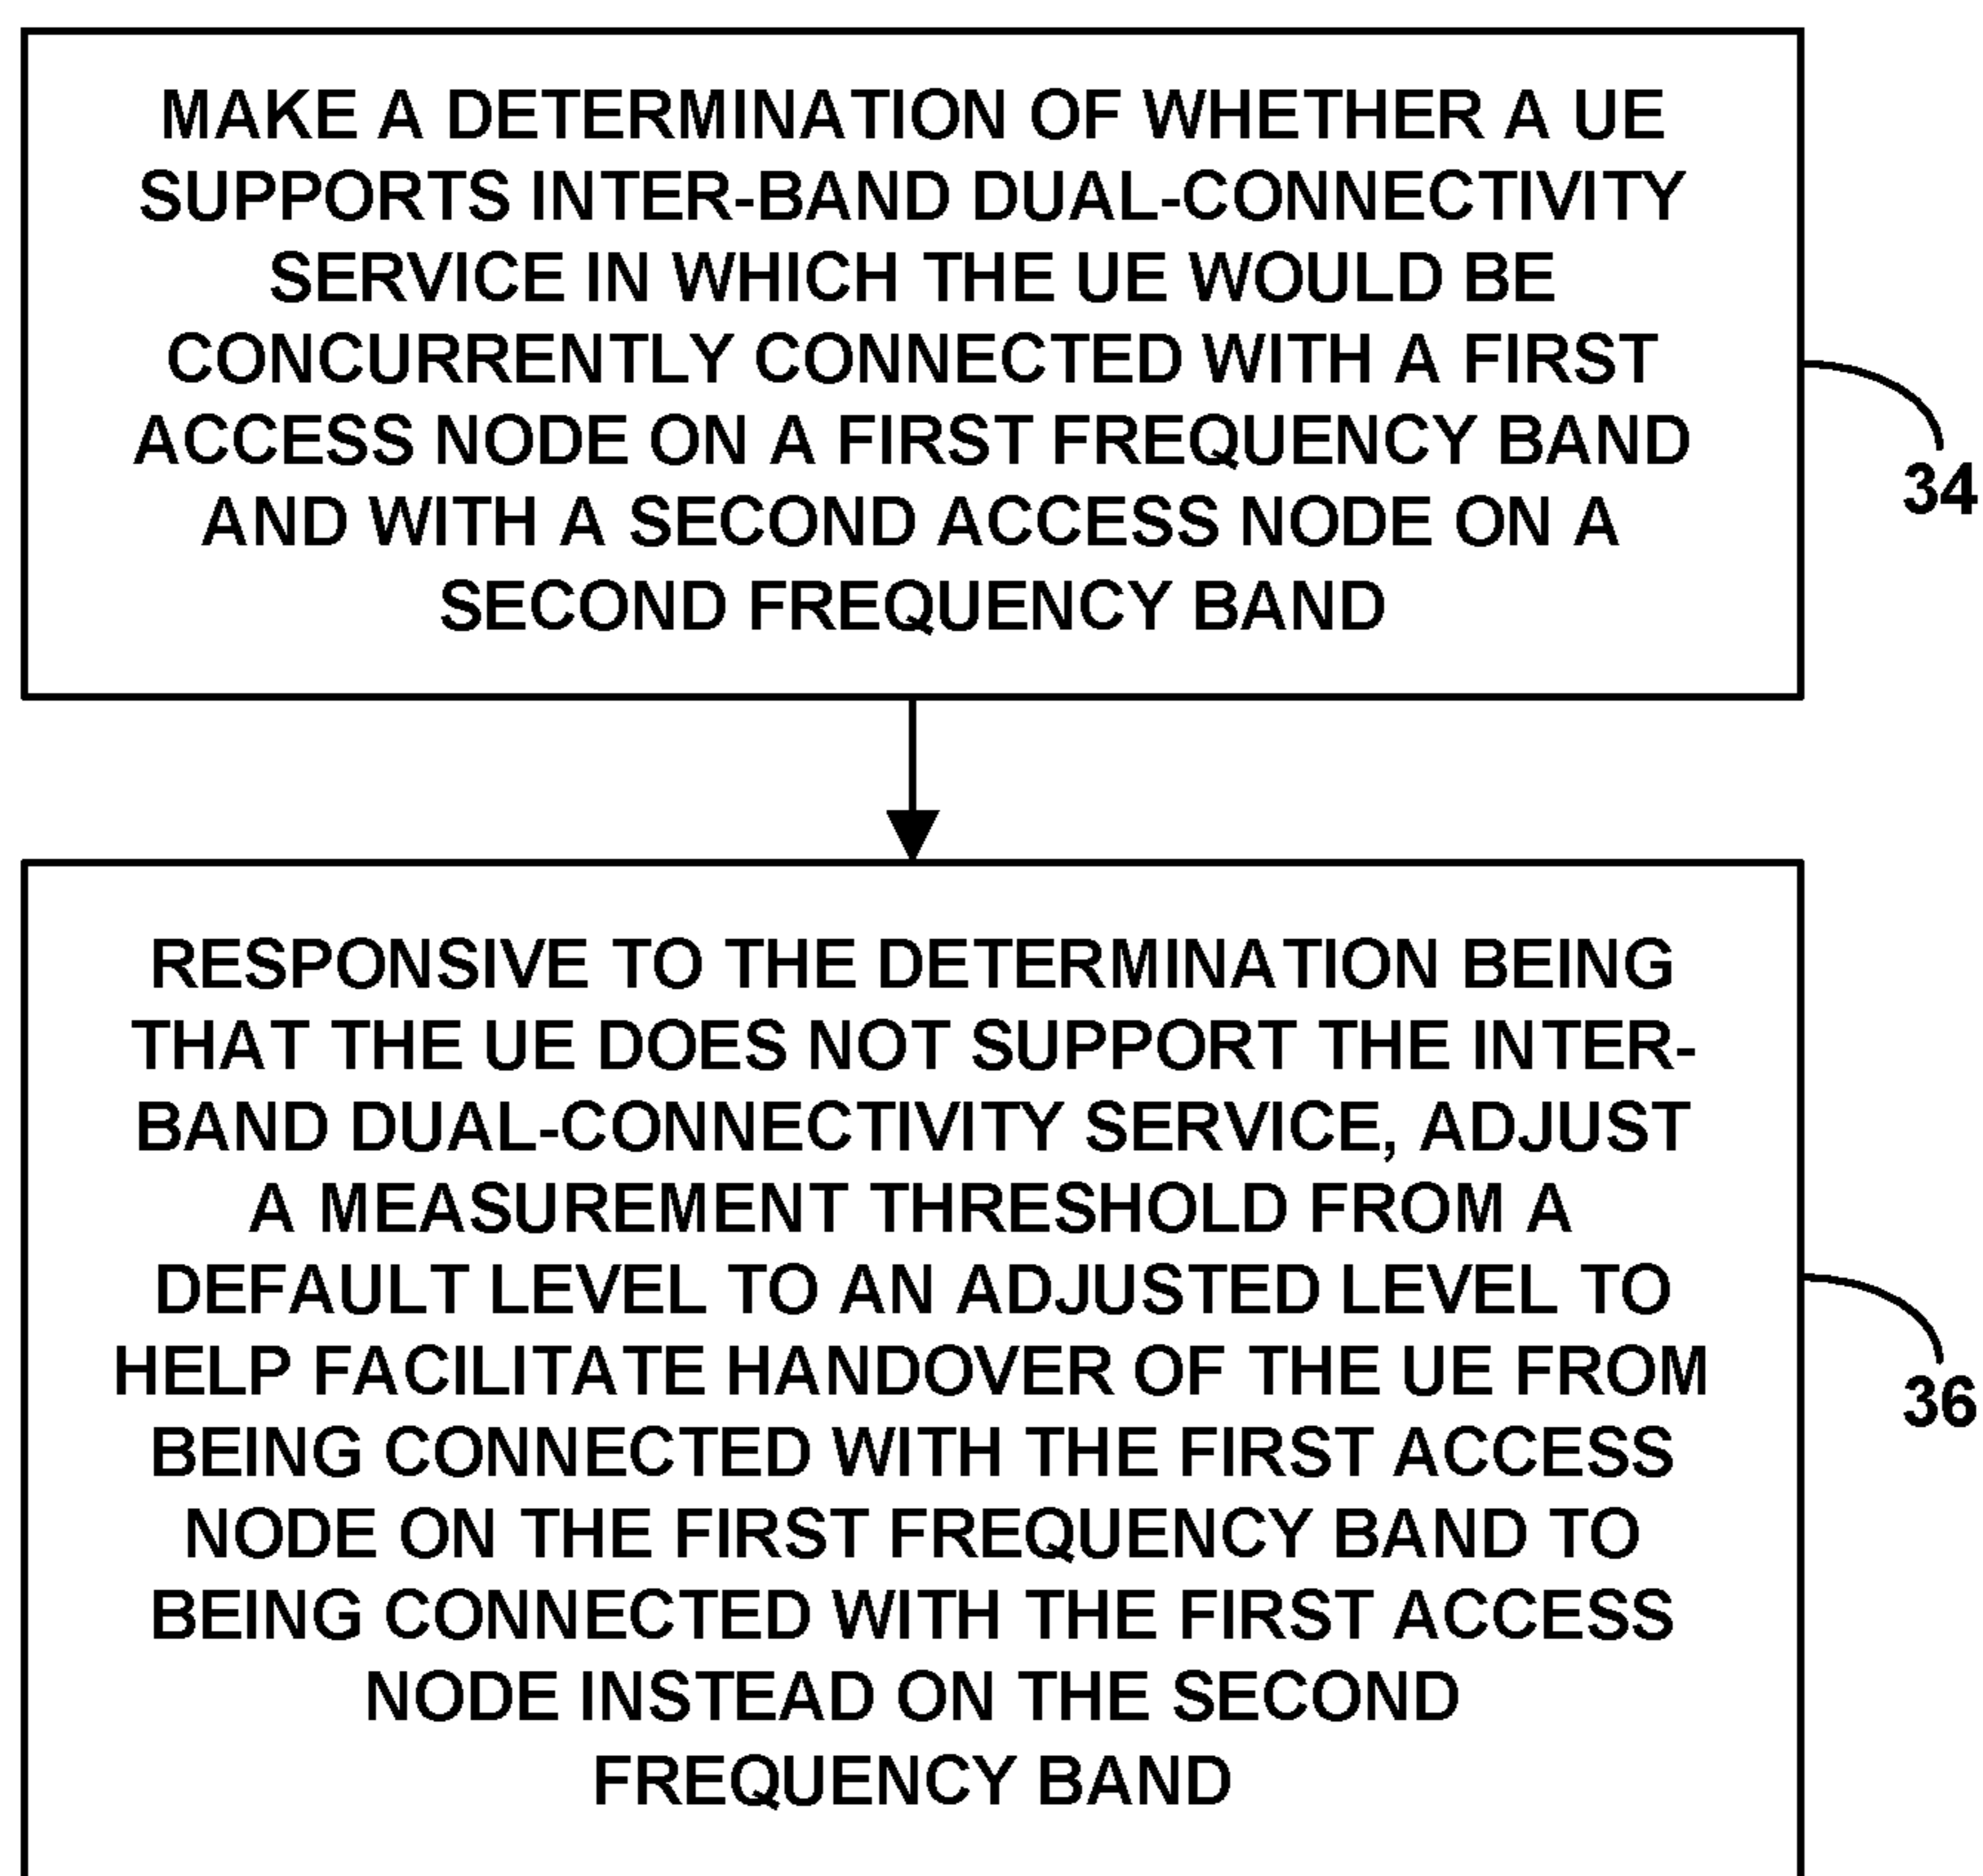 MAKE A DETERMINATION OF WHETHER A UE
SUPPORTS INTER-BAND DUAL-CONNECTIVITY
SERVICE IN WHICH THE UE WOULD BE
CONCURRENTLY CONNECTED WITH A FIRST
ACCESS NODE ON A FIRST FREQUENCY BAND
AND WITH A SECOND ACCESS NODE ON A
SECOND FREQUENCY BAND
34
RESPONSIVE TO THE DETERMINATION BEING
THAT THE UE DOES NOT SUPPORT THE INTER-
BAND DUAL-CONNECTIVITY SERVICE, ADJUST
A MEASUREMENT THRESHOLD FROM A
DEFAULT LEVEL TO AN ADJUSTED LEVEL TO
HELP FACILITATE HANDOVER OF THE UE FROM
BEING CONNECTED WITH THE FIRST ACCESS
NODE ON THE FIRST FREQUENCY BAND TO
BEING CONNECTED WITH THE FIRST ACCESS
NODE INSTEAD ON THE SECOND
FREQUENCY BAND
36